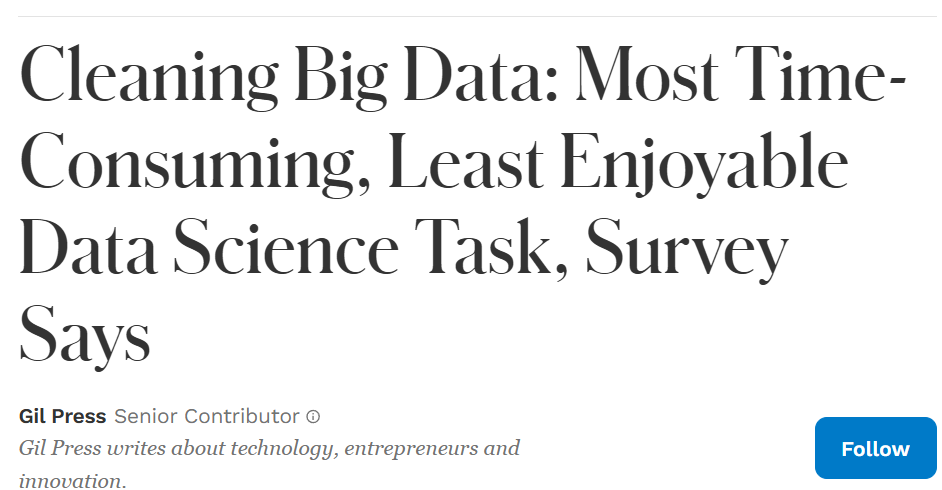 Cleaning Big Data: Most Time-
Consuming, Least Enjoyable
Data Science Task, Survey
Says
Gil Press Senior Contributor
Gil Press writes about technology, entrepreneurs and
innovation.
Follow